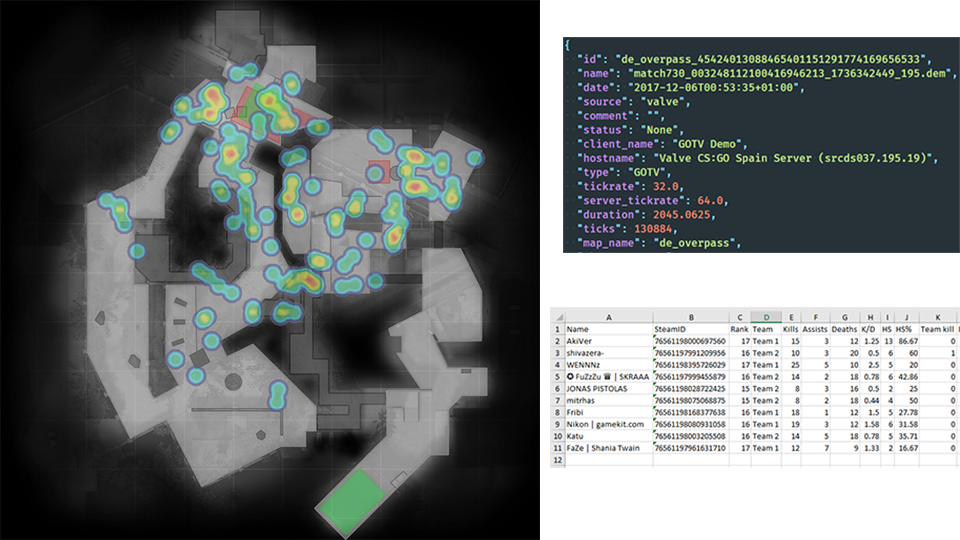 {
"id": "de_overpass_4542401308846540115129177416965​6533",
"name": "match730_003248112100416946213_1736342449_195.dem",
"date": "2017-12-06T00:53:35+01:00",
"source": "valve",
"comment": "",
"status": "None",
"client_name": "GOTV Demo",
"hostname": "Valve CS:GO Spain Server (srcds037.195.19)",
"type": "GOTV",
"tickrate": 32.0,
"server_tickrate": 64.0,
"duration": 2045.0625,
"ticks": 130884,
"map_name": "de_overpass",
A B C D E F G H I J K
1 Name SteamID Rank Team Kills Assists Deaths K/D HS HS% Team kill
2 AkiVer 76561198000697560 17 Team 1 15 3 12 1.25 13 86.67 0
3 shivazera- 76561197991209956 16 Team 2 10 3 20 0.5 6 60 1
4 WENNNz 76561198395726029 17 Team 1 25 5 10 2.5 5 20 0
5 ✪ FuZzZu ♛ | SKRAAA 76561197999455879 16 Team 2 14 2 18 0.78 6 42.86 0
6 JONAS PISTOLAS 76561198028722425 15 Team 2 8 3 16 0.5 2 25 0
7 mitrhas 76561198075068875 15 Team 2 8 2 18 0.44 4 50 0
8 Fribi 76561198168377638 16 Team 1 18 1 12 1.5 5 27.78 0
9 Nikon | gamekit.com 76561198080931058 16 Team 1 19 3 12 1.58 6 31.58 0
10 Katu 76561198003205508 16 Team 2 14 5 18 0.78 5 35.71 0
11 FaZe | Shania Twain 76561197961631710 17 Team 1 12 7 9 1.33 2 16.67 0
12